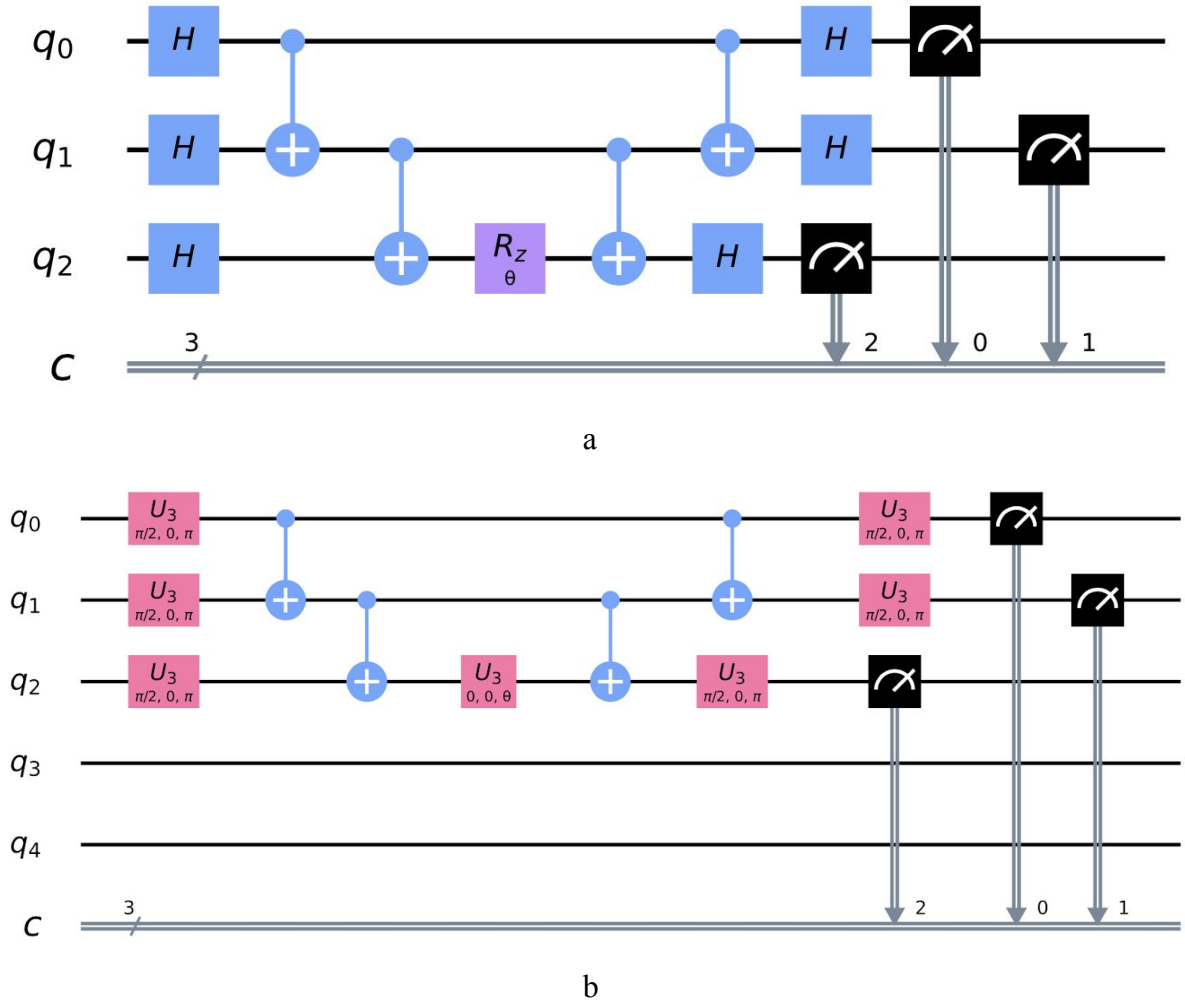 q0 H H
q1 H H
q2 H Rz θ H
c 3 2 0 1
a
q0 U3 π/2, 0, π U3 π/2, 0, π
q1 U3 π/2, 0, π U3 π/2, 0, π
q2 U3 π/2, 0, π U3 0, 0, θ U3 π/2, 0, π
q3
q4
c 3 2 0 1
b